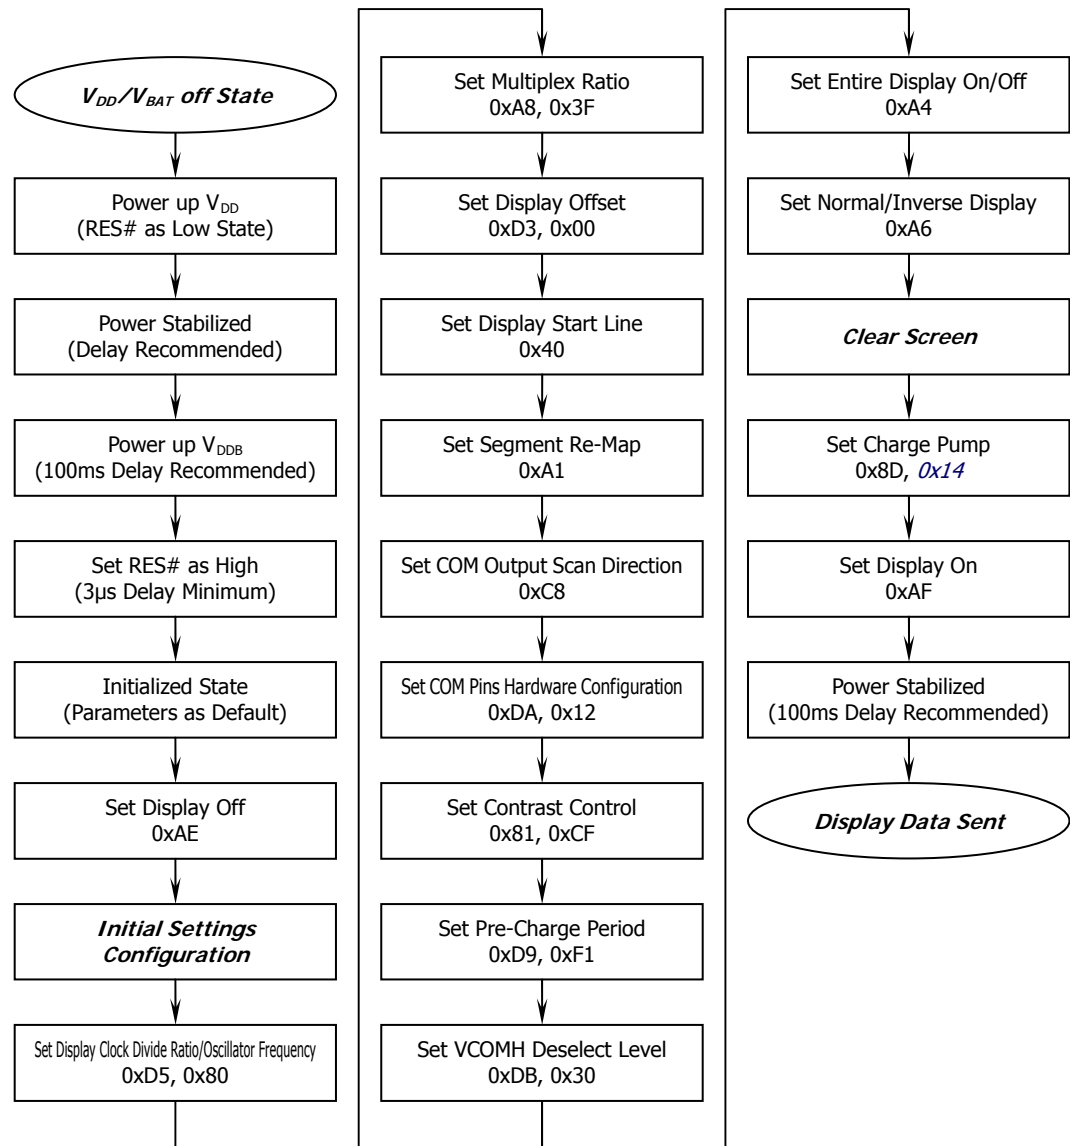 V_DD/V_BAT off State
Power up V_DD
(RES# as Low State)
Power Stabilized
(Delay Recommended)
Power up V_DDB
(100ms Delay Recommended)
Set RES# as High
(3μs Delay Minimum)
Initialized State
(Parameters as Default)
Set Display Off
0xAE
Initial Settings
Configuration
Set Display Clock Divide Ratio/Oscillator Frequency
0xD5, 0x80
Set Multiplex Ratio
0xA8, 0x3F
Set Display Offset
0xD3, 0x00
Set Display Start Line
0x40
Set Segment Re-Map
0xA1
Set COM Output Scan Direction
0xC8
Set COM Pins Hardware Configuration
0xDA, 0x12
Set Contrast Control
0x81, 0xCF
Set Pre-Charge Period
0xD9, 0xF1
Set VCOMH Deselect Level
0xDB, 0x30
Set Entire Display On/Off
0xA4
Set Normal/Inverse Display
0xA6
Clear Screen
Set Charge Pump
0x8D, 0x14
Set Display On
0xAF
Power Stabilized
(100ms Delay Recommended)
Display Data Sent